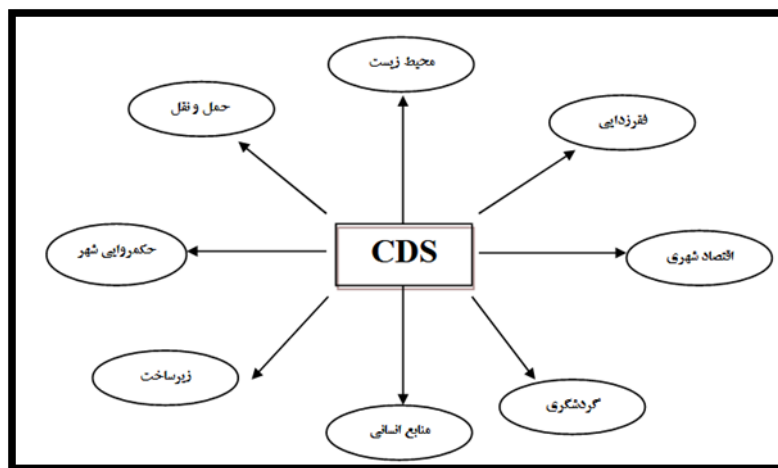 محیط زیست
حمل و نقل
فقرزدایی
حکمروایی شهر
CDS
اقتصاد شهری
زیرساخت
گردشگری
منابع انسانی